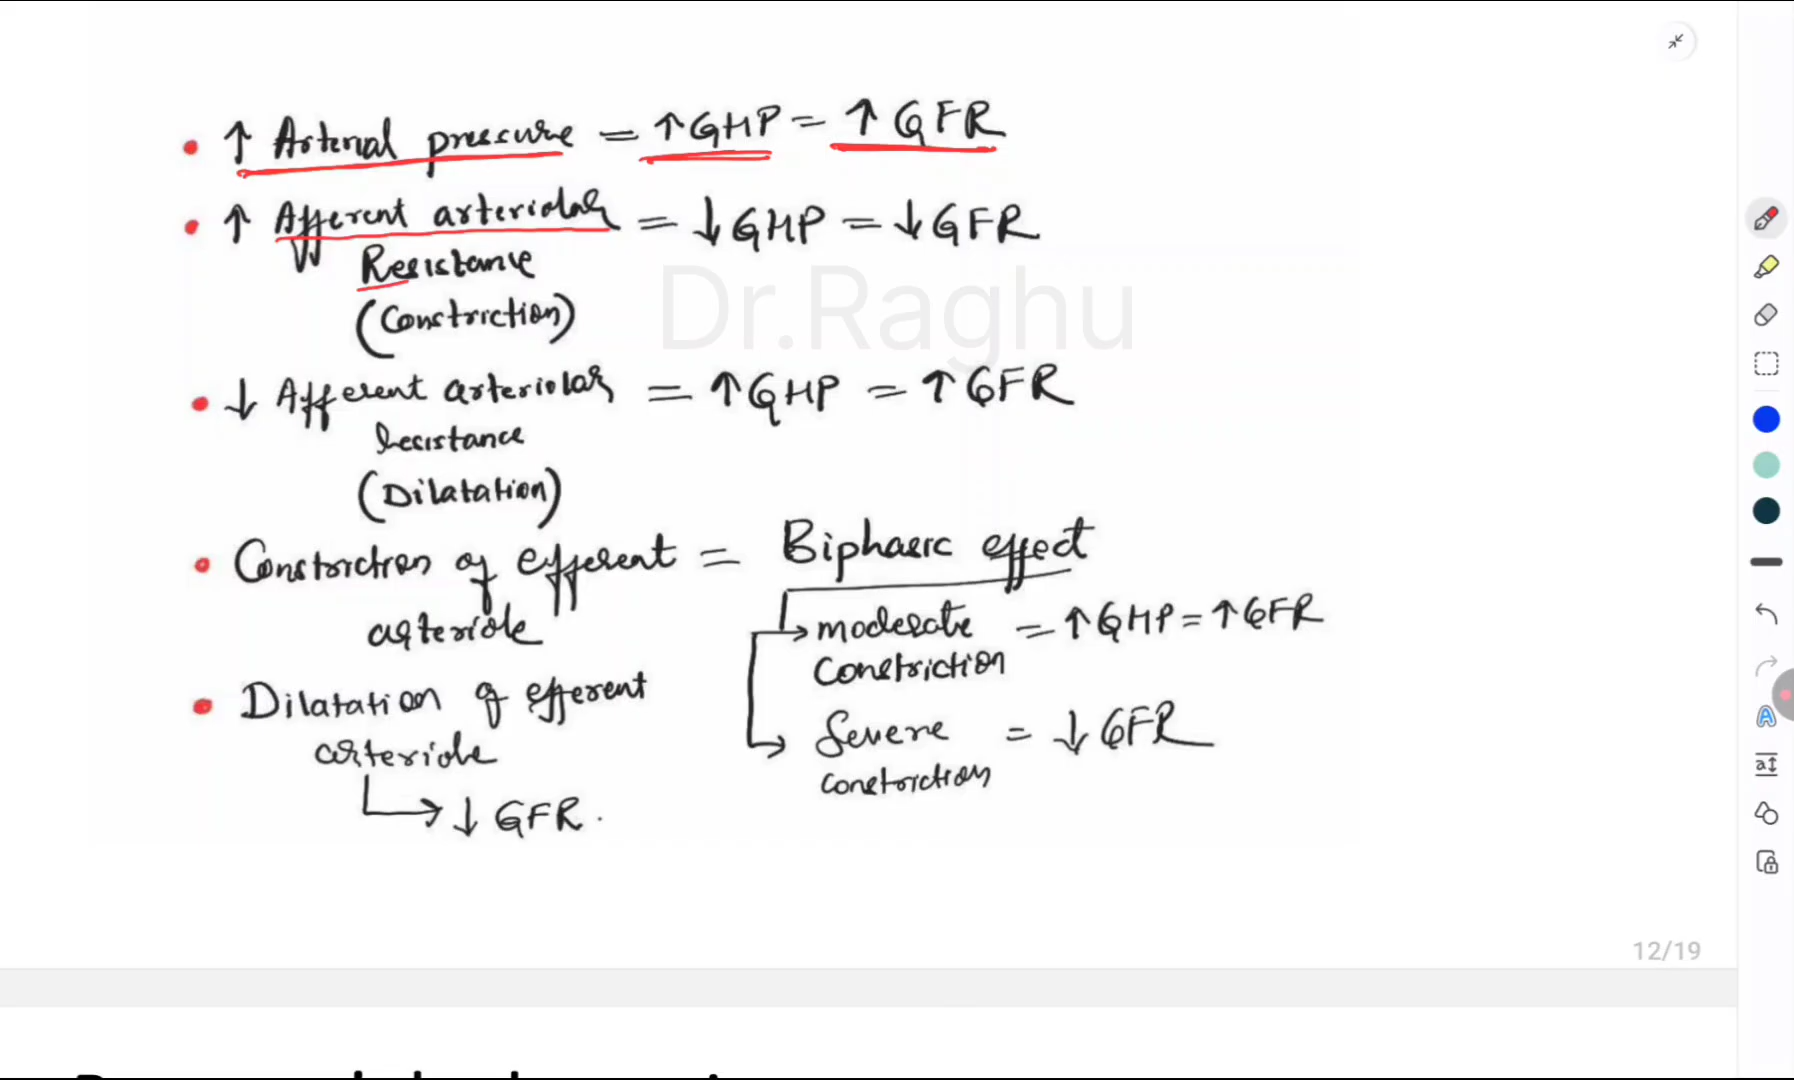 • ↑ Arterial pressure = ↑GHP = ↑ GFR
• ↑ Afferent arteriolar = ↓GHP = ↓GFR
Resistance
(Constriction)
Dr.Raghu
• ↓ Afferent arteriolar = ↑GHP = ↑GFR
Resistance
(Dilatation)
• Constriction of efferent = Biphasic effect
arteriole
→ moderate = ↑GHP = ↑GFR
Constriction
• Dilatation of efferent
arteriole
→ Severe = ↓ GFR
constriction
→ ↓ GFR.
12/19